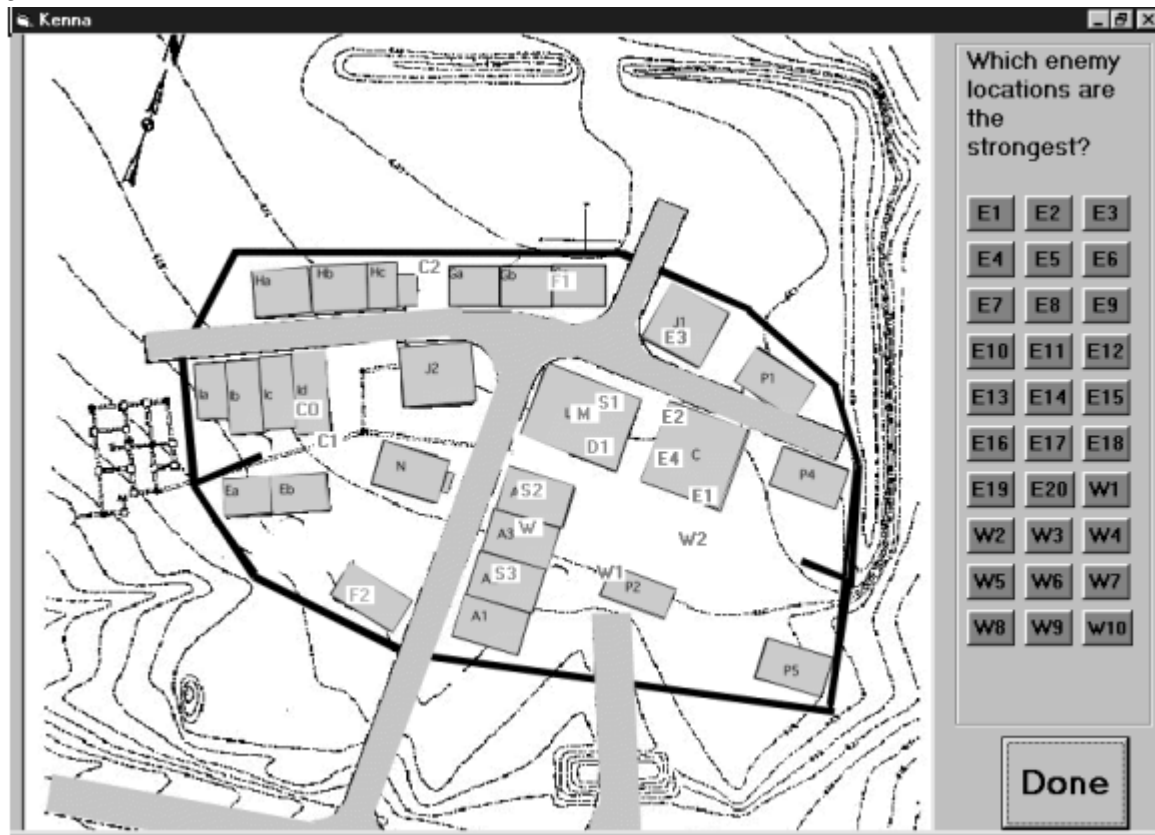 Kenna
Which enemy
locations are
the
strongest?
E1 E2 E3
E4 E5 E6
E7 E8 E9
E10 E11 E12
E13 E14 E15
E16 E17 E18
E19 E20 W1
W2 W3 W4
W5 W6 W7
W8 W9 W10
Done
Ha Hb Hc C2 Ga Gb F1
J1
E3
Ia Ib Ic Id J2 P1
C0 M S1 E2
C1 D1 E4 C
N P4
Ea Eb S2 E1
A3 W W2
S3 W1 P2
F2
A1
P5